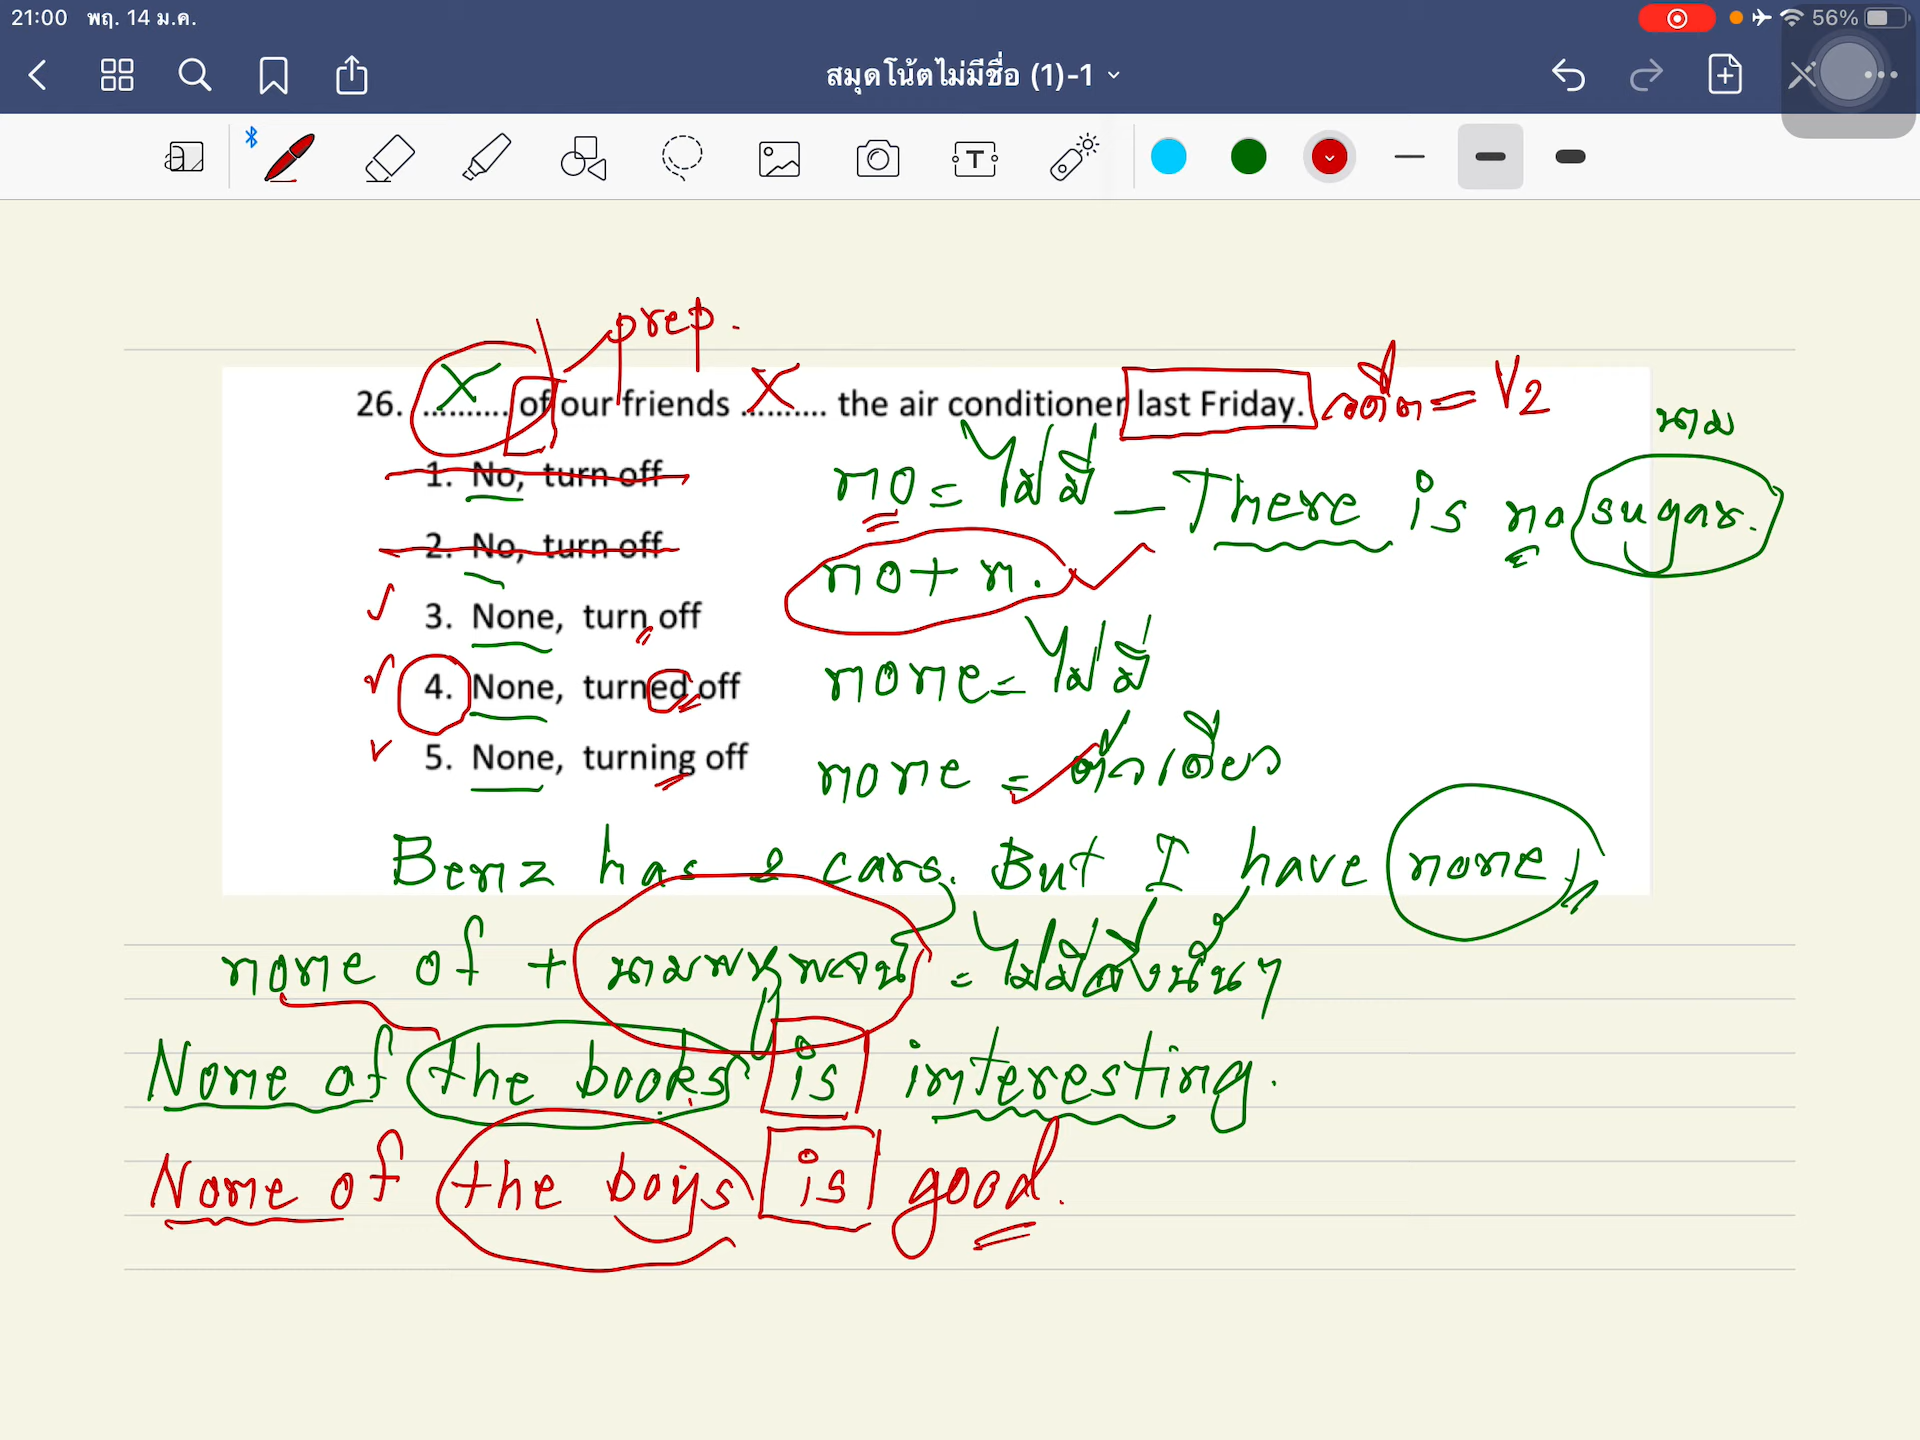 21:00 พฤ. 14 ม.ค.
56%
สมุดโน้ตไม่มีชื่อ (1)-1
prep.
X X
26. .......... of our friends .......... the air conditioner last Friday. อดีต = V2
นาม
1. No, turn off
no = ไม่มี – There is no sugar.
2. No, turn off
no + n.
3. None, turn off
none = ไม่มี
4. None, turned off
5. None, turning off
none = ตัวเดียว
Benz has 2 cars. But I have none
none of + นามพหูพจน์ = ไม่มีสิ่งนั้นๆ
None of the books is interesting.
None of the boys is good.